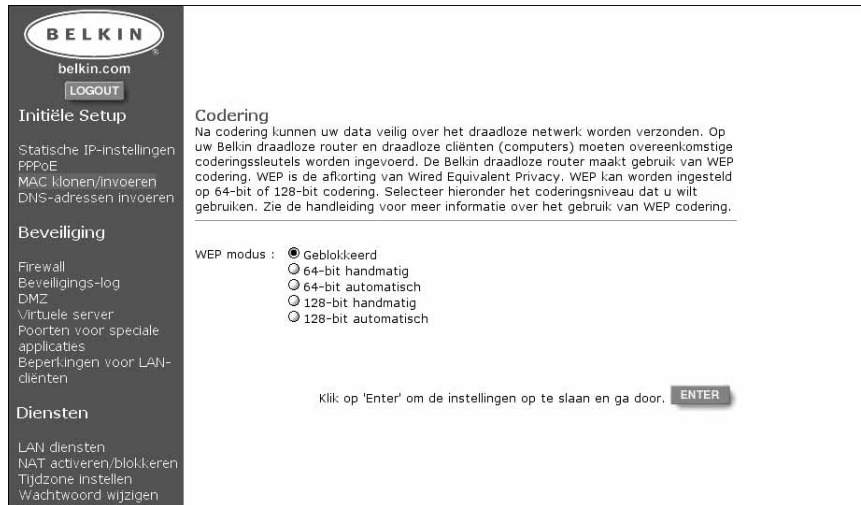 BELKIN
®
belkin.com
LOGOUT
Initiële Setup
Statische IP-instellingen
PPPoE
MAC klonen/invoeren
DNS-adressen invoeren
Beveiliging
Firewall
Beveiligings-log
DMZ
Virtuele server
Poorten voor speciale
applicaties
Beperkingen voor LAN-
cliënten
Diensten
LAN diensten
NAT activeren/blokkeren
Tijdzone instellen
Wachtwoord wijzigen
Codering
Na codering kunnen uw data veilig over het draadloze netwerk worden verzonden. Op
uw Belkin draadloze router en draadloze cliënten (computers) moeten overeenkomstige
coderingssleutels worden ingevoerd. De Belkin draadloze router maakt gebruik van WEP
codering. WEP is de afkorting van Wired Equivalent Privacy. WEP kan worden ingesteld
op 64-bit of 128-bit codering. Selecteer hieronder het coderingsniveau dat u wilt
gebruiken. Zie de handleiding voor meer informatie over het gebruik van WEP codering.
WEP modus : Geblokkeerd
64-bit handmatig
64-bit automatisch
128-bit handmatig
128-bit automatisch
Klik op 'Enter' om de instellingen op te slaan en ga door. ENTER